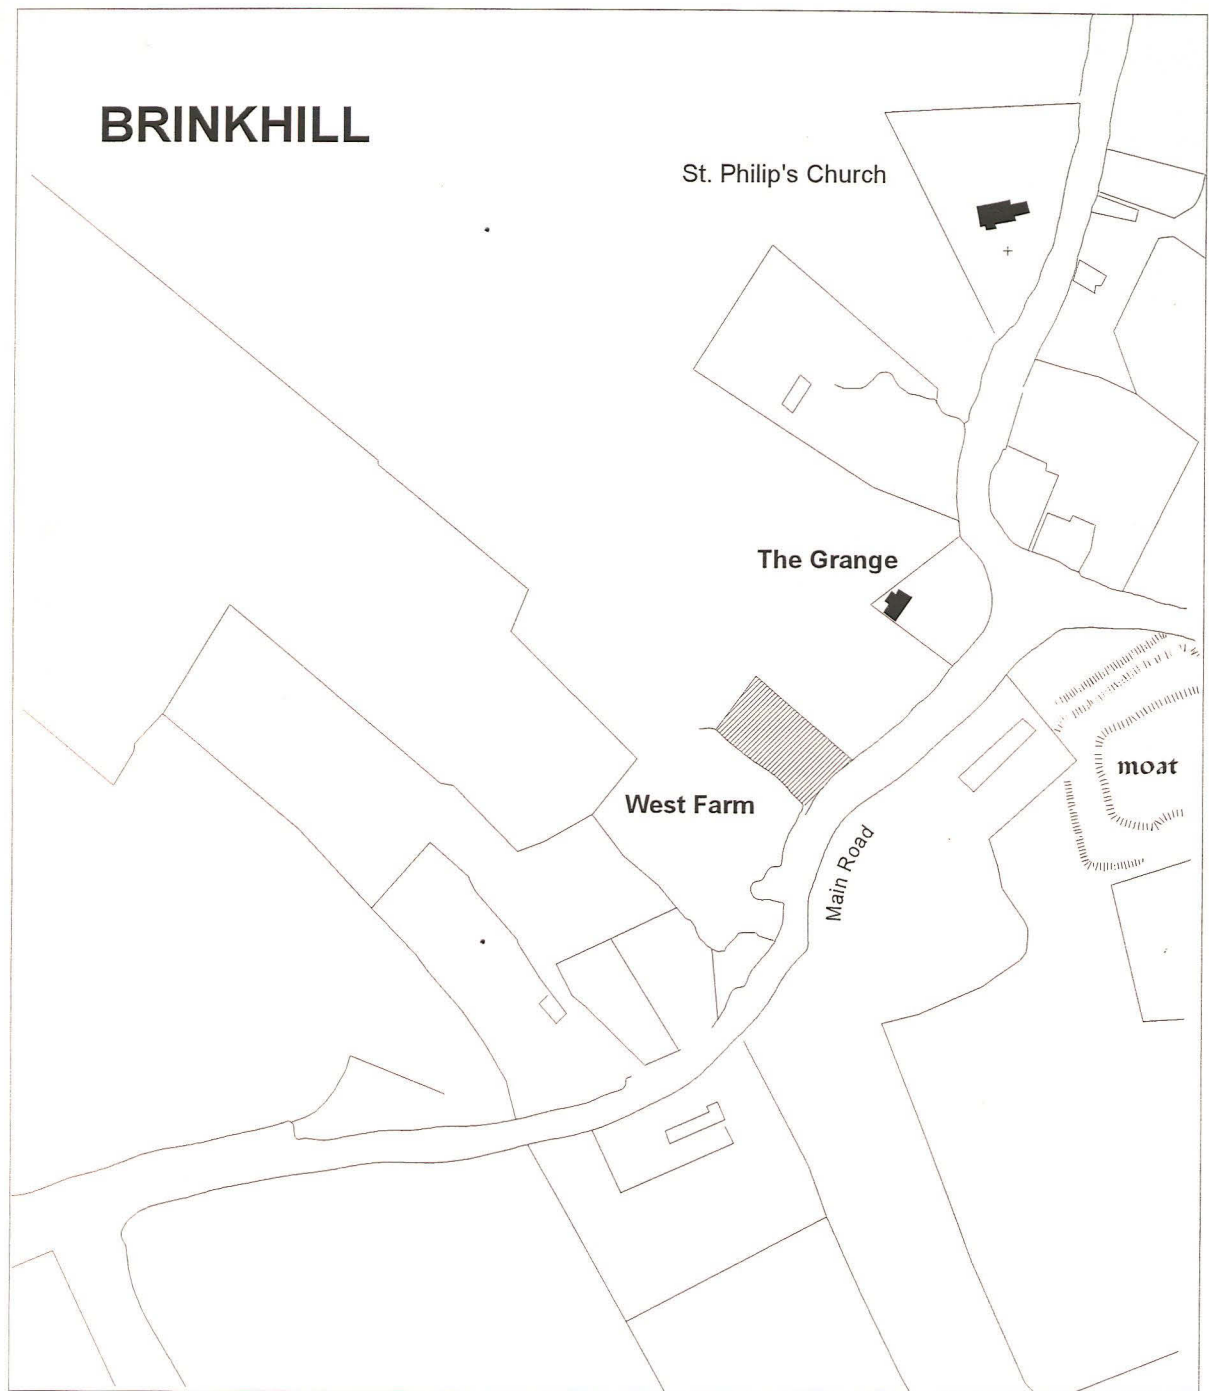 BRINKHILL
St. Philip's Church
The Grange
moat
West Farm
Main Road